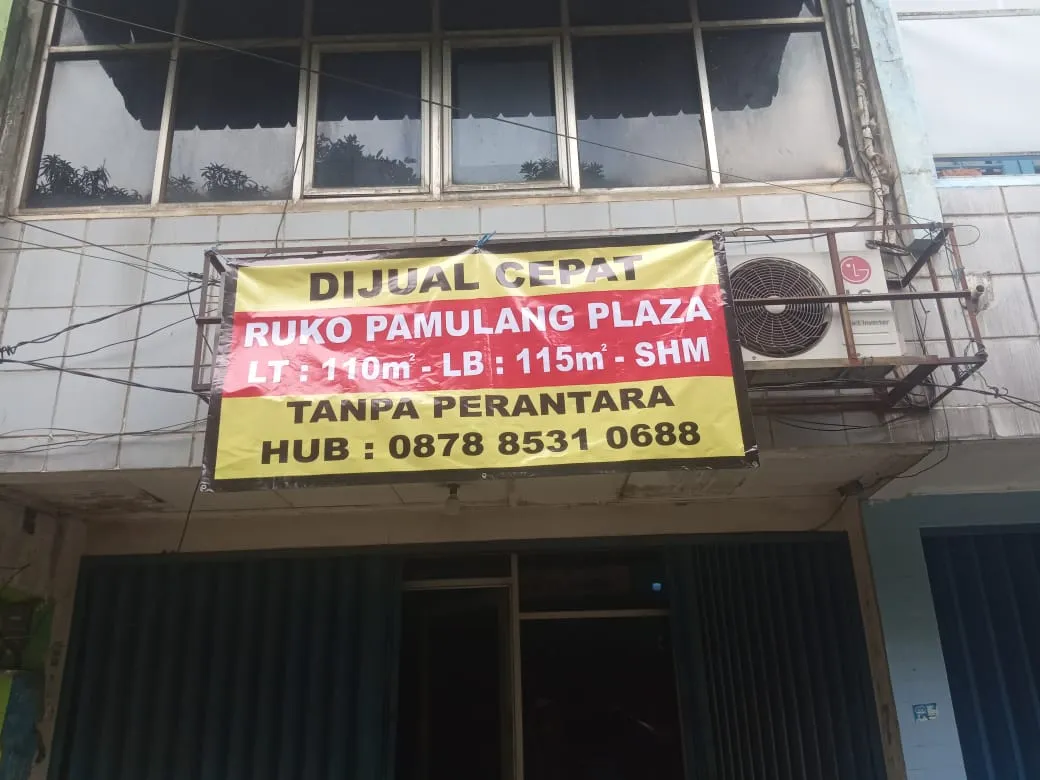 DIJUAL CEPAT
RUKO PAMULANG PLAZA
LT : 110m² - LB : 115m² - SHM
TANPA PERANTARA
HUB : 0878 8531 0688
LG